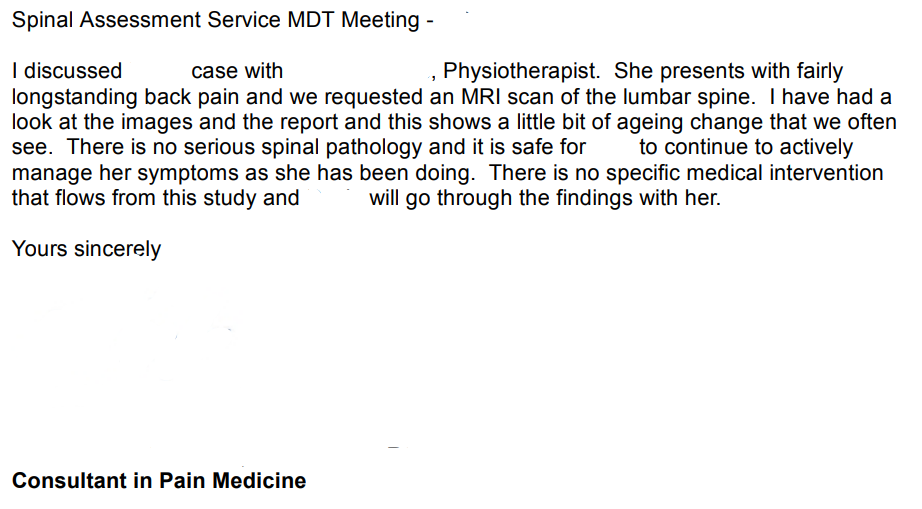 Spinal Assessment Service MDT Meeting -
I discussed case with , Physiotherapist. She presents with fairly
longstanding back pain and we requested an MRI scan of the lumbar spine. I have had a
look at the images and the report and this shows a little bit of ageing change that we often
see. There is no serious spinal pathology and it is safe for to continue to actively
manage her symptoms as she has been doing. There is no specific medical intervention
that flows from this study and will go through the findings with her.
Yours sincerely
Consultant in Pain Medicine